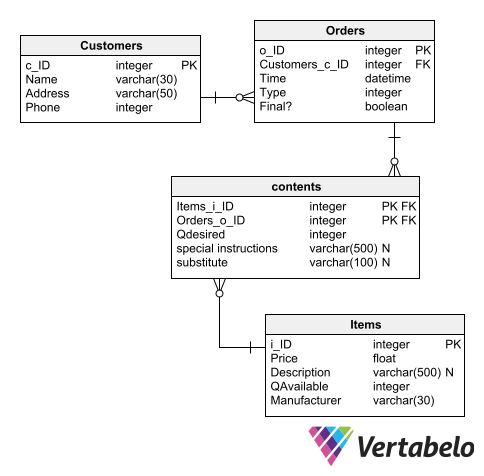 Customers
c_ID integer PK
Name varchar(30)
Address varchar(50)
Phone integer
Orders
o_ID integer PK
Customers_c_ID integer FK
Time datetime
Type integer
Final? boolean
contents
Items_i_ID integer PK FK
Orders_o_ID integer PK FK
Qdesired integer
special instructions varchar(500) N
substitute varchar(100) N
Items
i_ID integer PK
Price float
Description varchar(500) N
QAvailable integer
Manufacturer varchar(30)
Vertabelo